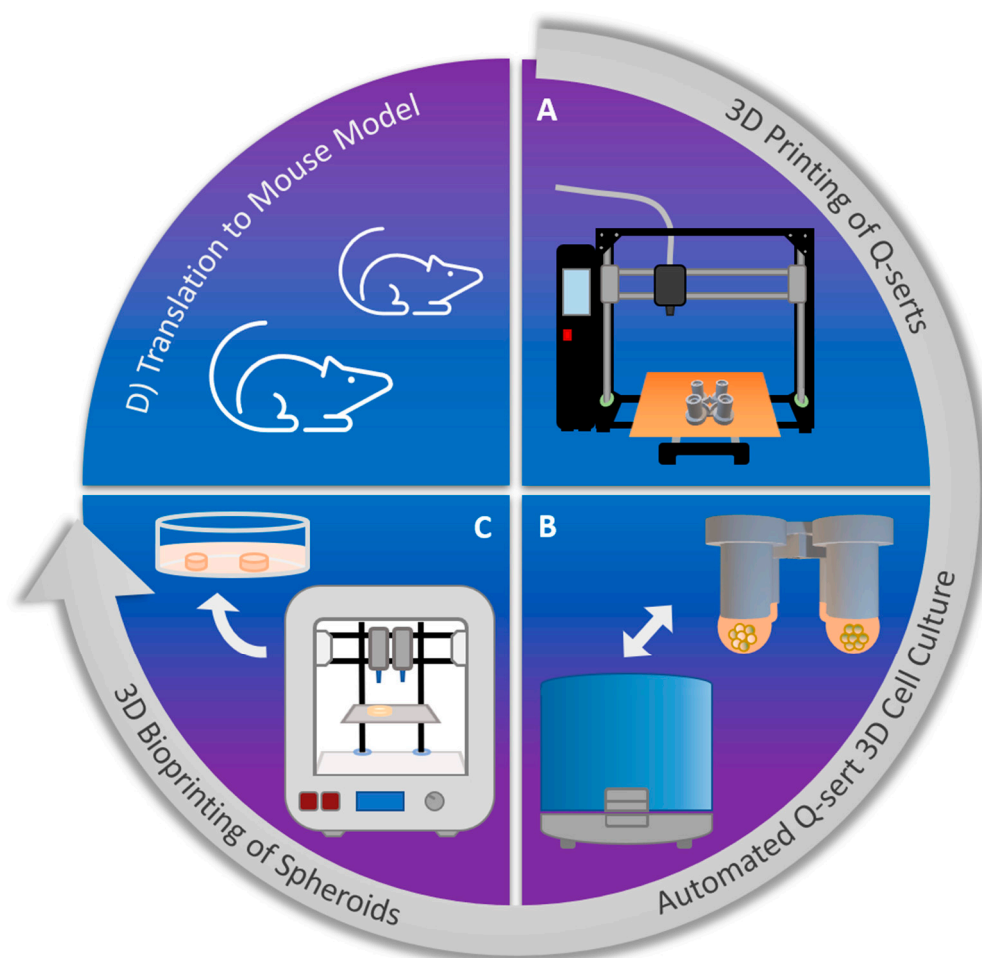 A
3D Printing of Q-serts
B
Automated Q-sert 3D Cell Culture
C
3D Bioprinting of Spheroids
D) Translation to Mouse Model